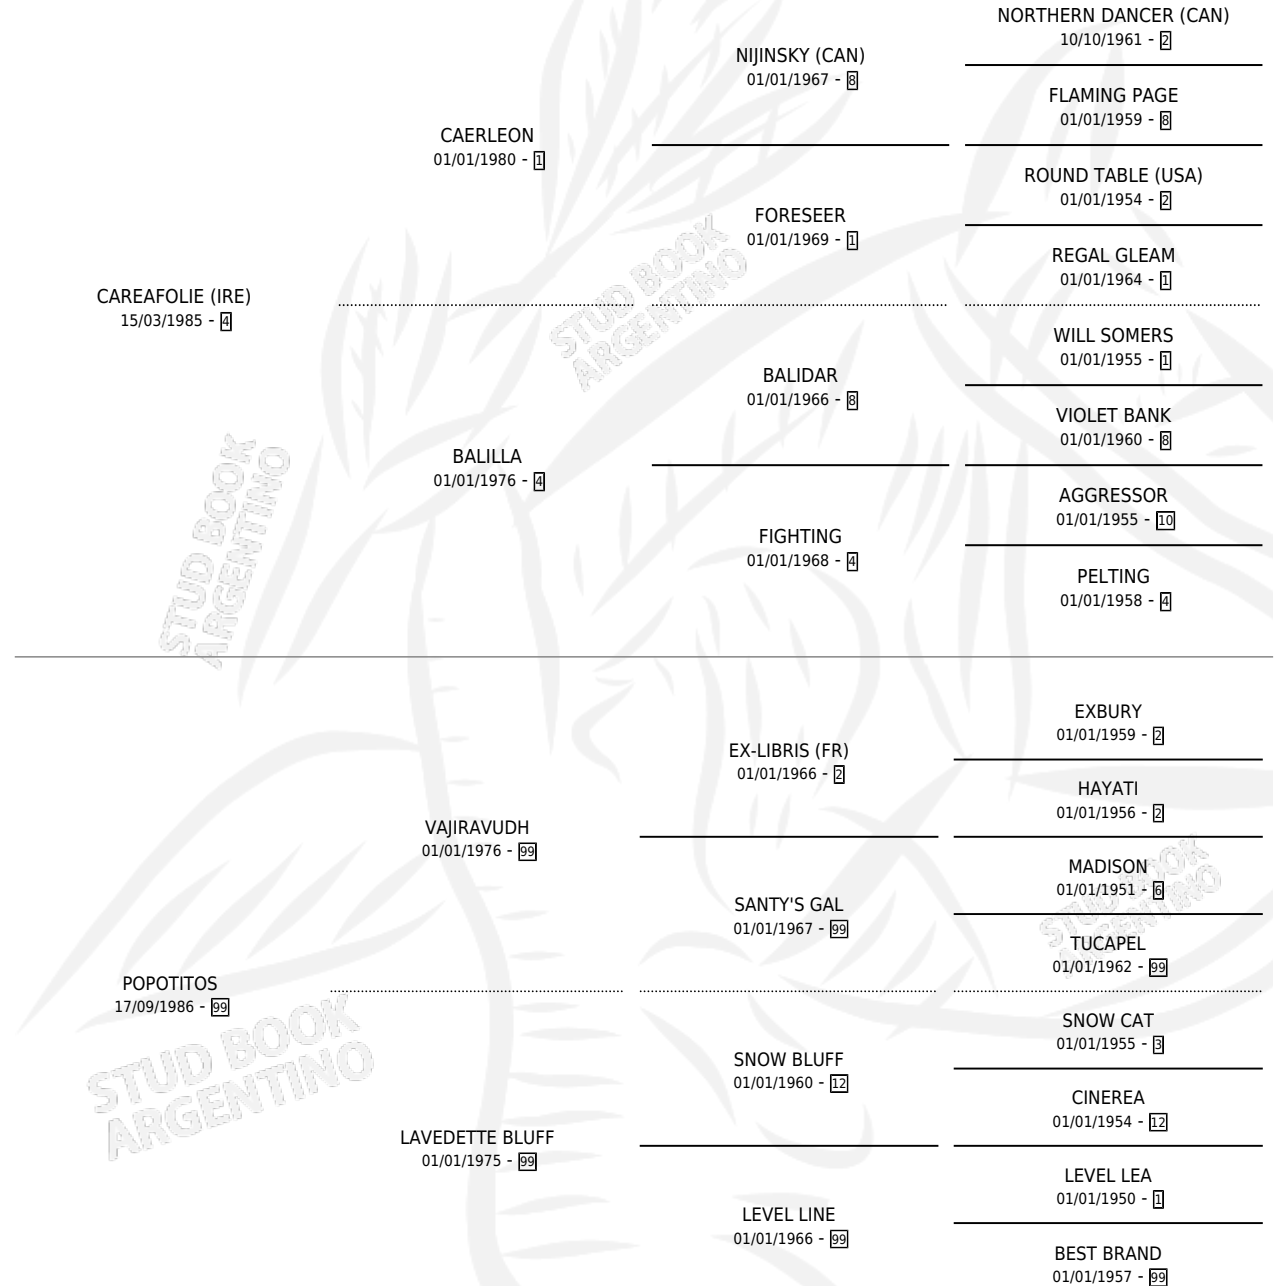 NORTHERN DANCER (CAN)
10/10/1961 - 2
NIJINSKY (CAN)
01/01/1967 - 8
FLAMING PAGE
01/01/1959 - 8
CAERLEON
01/01/1980 - 1
ROUND TABLE (USA)
01/01/1954 - 2
FORESEER
01/01/1969 - 1
REGAL GLEAM
01/01/1964 - 1
CAREAFOLIE (IRE)
15/03/1985 - 4
WILL SOMERS
01/01/1955 - 1
BALIDAR
01/01/1966 - 8
VIOLET BANK
01/01/1960 - 8
BALILLA
01/01/1976 - 4
AGGRESSOR
01/01/1955 - 10
FIGHTING
01/01/1968 - 4
PELTING
01/01/1958 - 4
EXBURY
01/01/1959 - 2
EX-LIBRIS (FR)
01/01/1966 - 2
HAYATI
01/01/1956 - 2
VAJIRAVUDH
01/01/1976 - 99
MADISON
01/01/1951 - 6
SANTY'S GAL
01/01/1967 - 99
TUCAPEL
01/01/1962 - 99
POPOTITOS
17/09/1986 - 99
SNOW CAT
01/01/1955 - 3
SNOW BLUFF
01/01/1960 - 12
CINEREA
01/01/1954 - 12
LAVEDETTE BLUFF
01/01/1975 - 99
LEVEL LEA
01/01/1950 - 1
LEVEL LINE
01/01/1966 - 99
BEST BRAND
01/01/1957 - 99
STUD BOOK
ARGENTINO
STUD BOOK
ARGENTINO
STUD BOOK
ARGENTINO
STUD BOOK
ARGENTINO